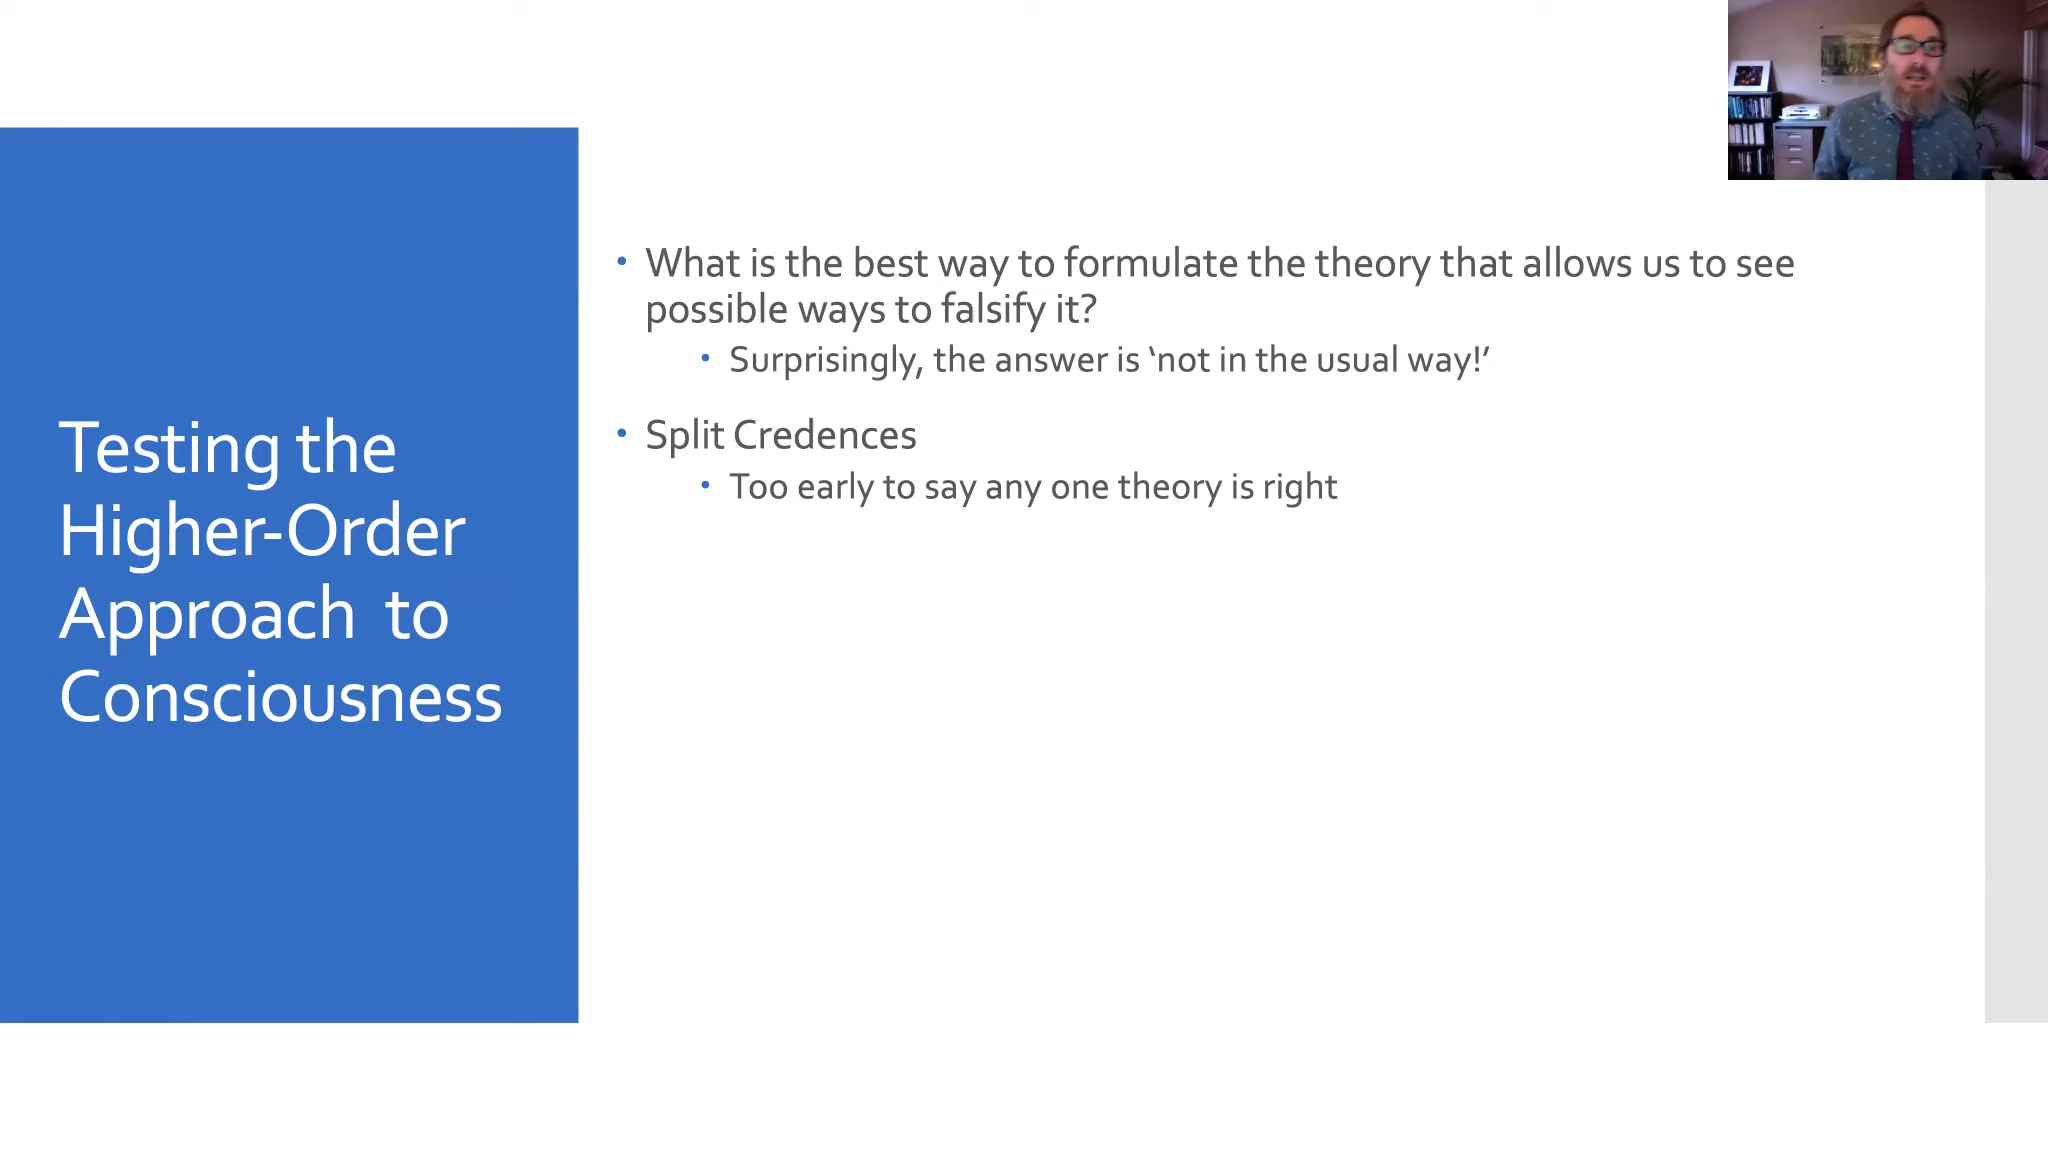 Testing the
Higher-Order
Approach to
Consciousness
• What is the best way to formulate the theory that allows us to see
possible ways to falsify it?
• Surprisingly, the answer is ‘not in the usual way!’
• Split Credences
• Too early to say any one theory is right